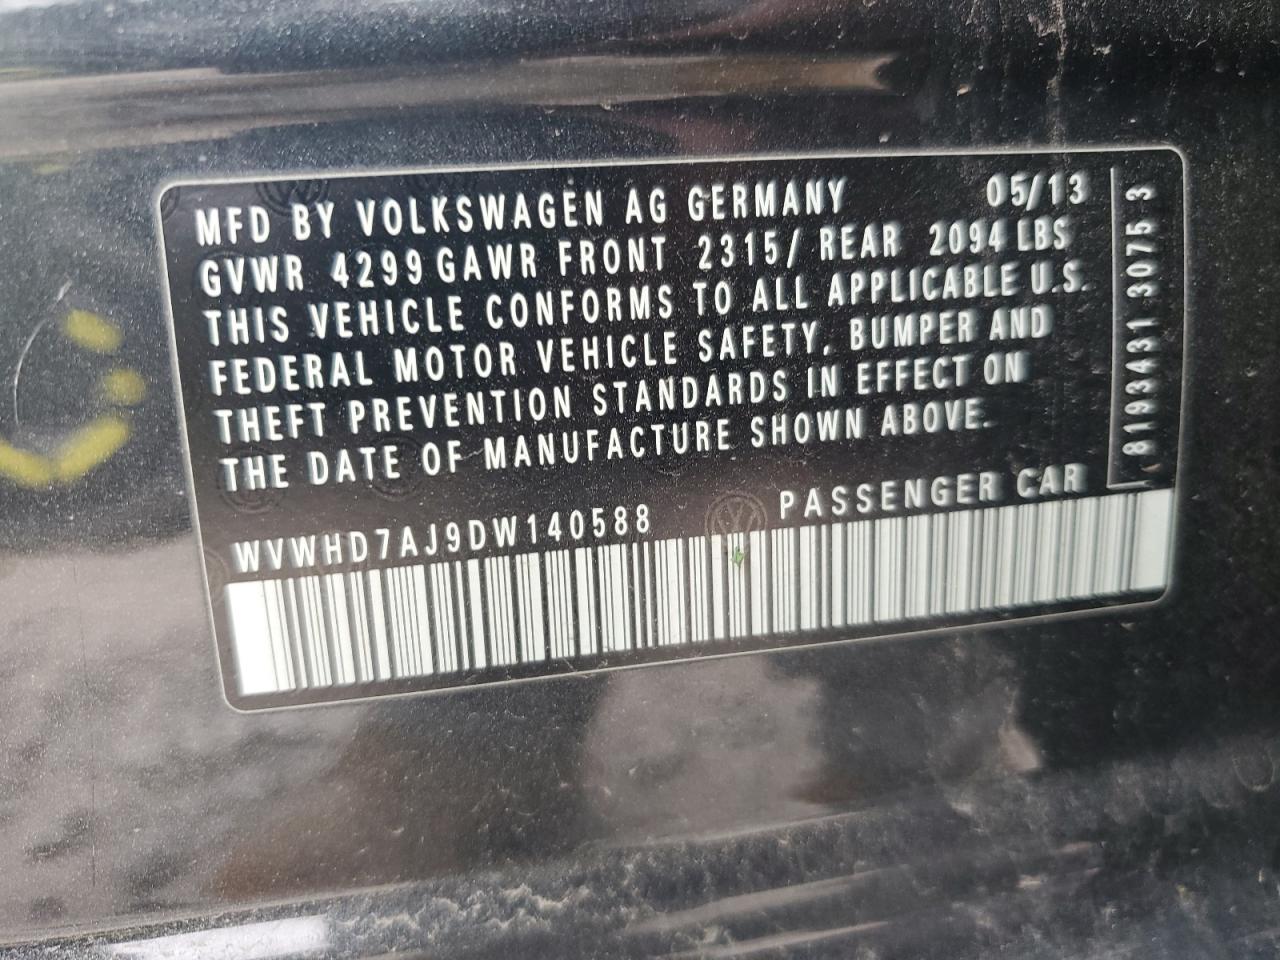 MFD BY VOLKSWAGEN AG GERMANY 05/13
GVWR 4299 GAWR FRONT 2315/ REAR 2094 LBS
THIS VEHICLE CONFORMS TO ALL APPLICABLE U.S.
FEDERAL MOTOR VEHICLE SAFETY, BUMPER AND
THEFT PREVENTION STANDARDS IN EFFECT ON
THE DATE OF MANUFACTURE SHOWN ABOVE.
WVWHD7AJ9DW140588 PASSENGER CAR
8193431 3075 3